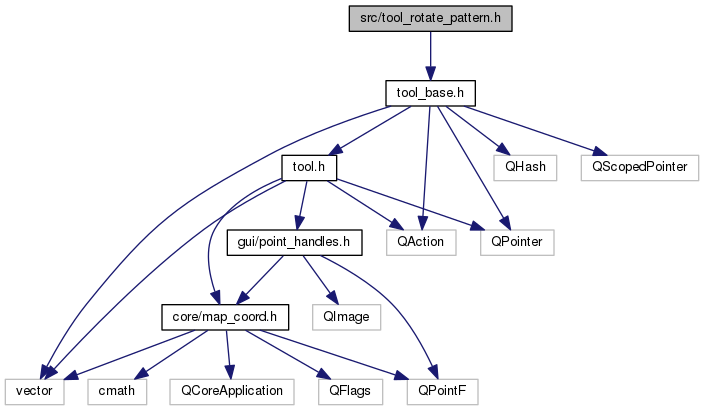 src/tool_rotate_pattern.h
tool_base.h
tool.h
QHash
QScopedPointer
gui/point_handles.h
QAction
QPointer
core/map_coord.h
QImage
vector
cmath
QCoreApplication
QFlags
QPointF